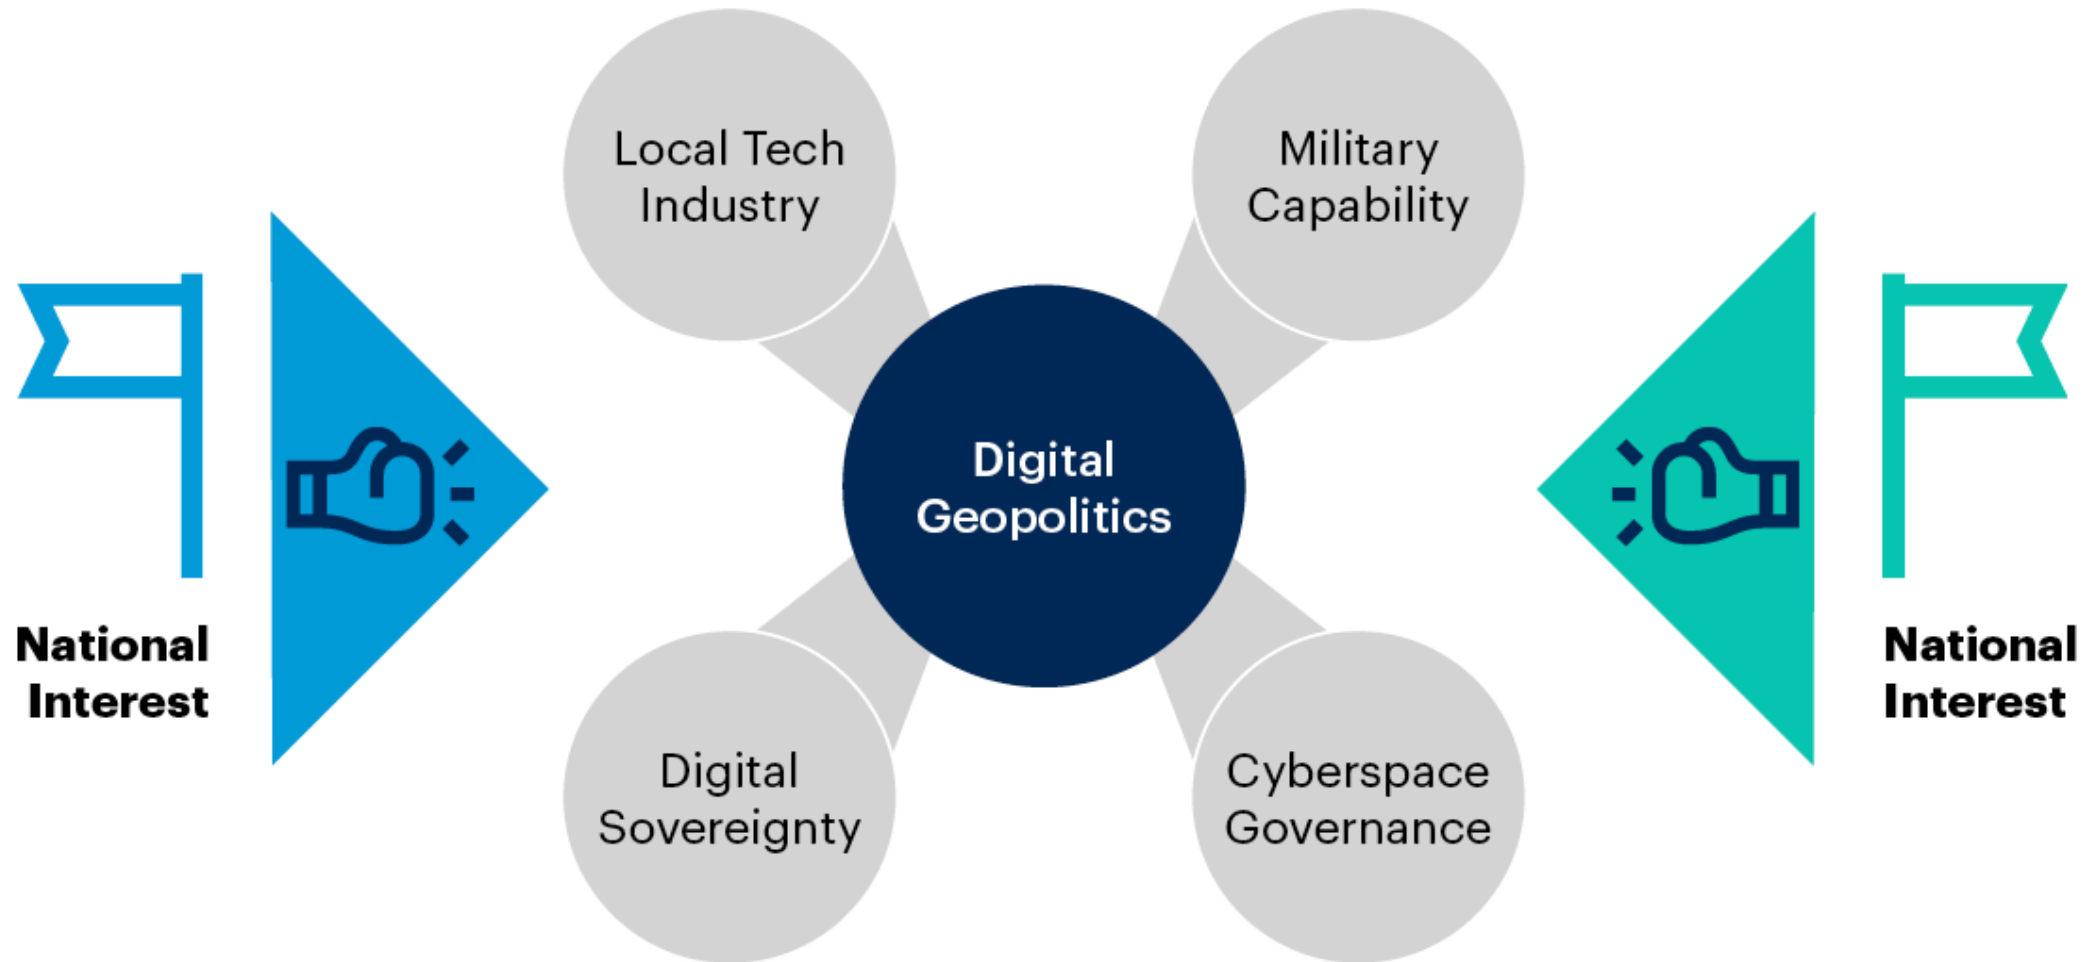 Local Tech
Industry
Military
Capability
Digital
Geopolitics
National
Interest
National
Interest
Digital
Sovereignty
Cyberspace
Governance